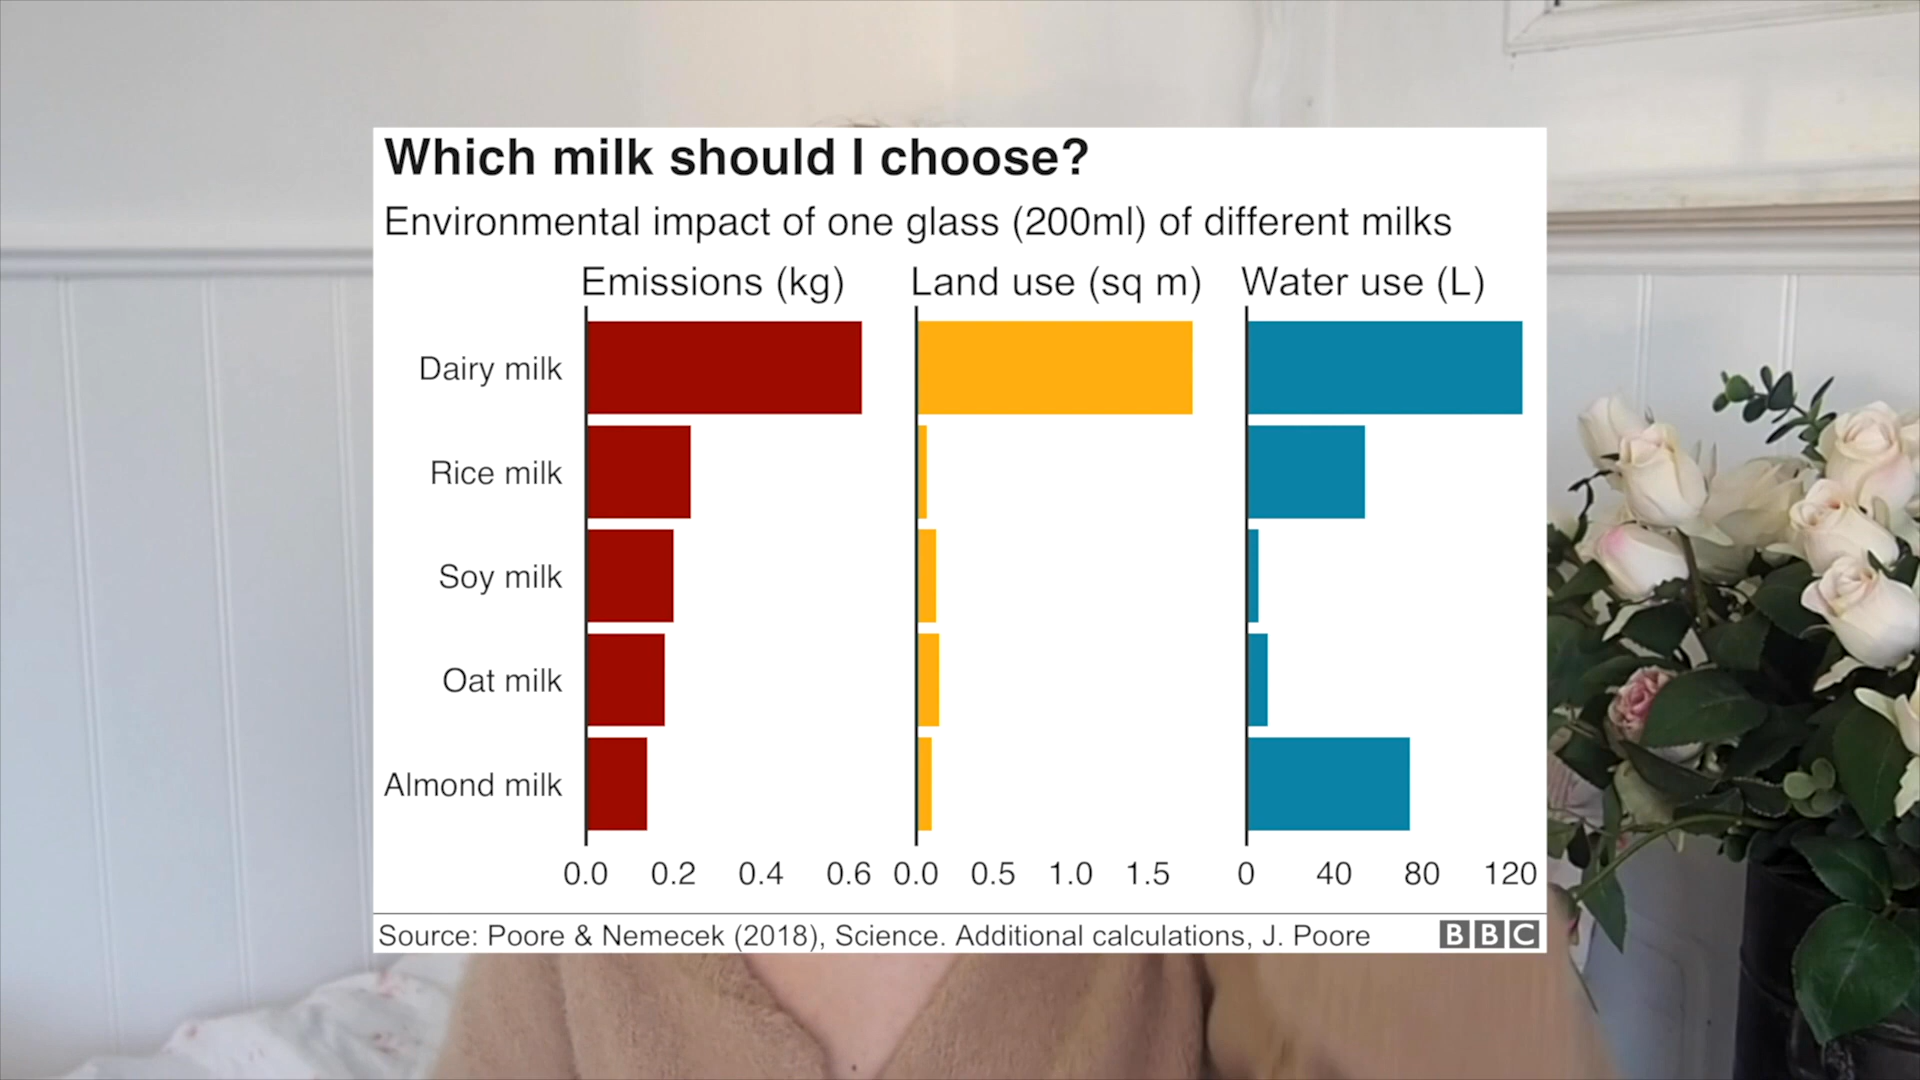 Which milk should I choose?
Environmental impact of one glass (200ml) of different milks
Emissions (kg) Land use (sq m) Water use (L)
Dairy milk
Rice milk
Soy milk
Oat milk
Almond milk
0.0 0.2 0.4 0.6 0.0 0.5 1.0 1.5 0 40 80 120
Source: Poore & Nemecek (2018), Science. Additional calculations, J. Poore BBC